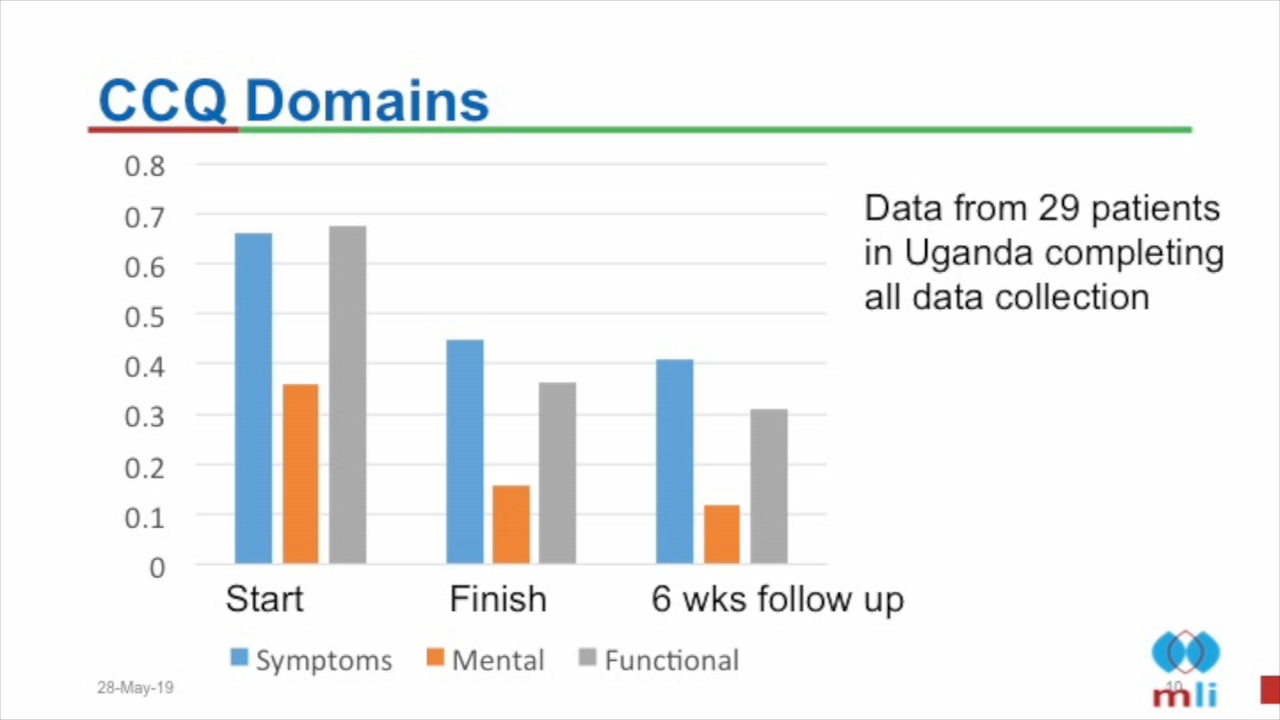 CCQ Domains
0.8
0.7
0.6
0.5
0.4
0.3
0.2
0.1
0
Data from 29 patients
in Uganda completing
all data collection
Start Finish 6 wks follow up
Symptoms Mental Functional
28-May-19
10
mli